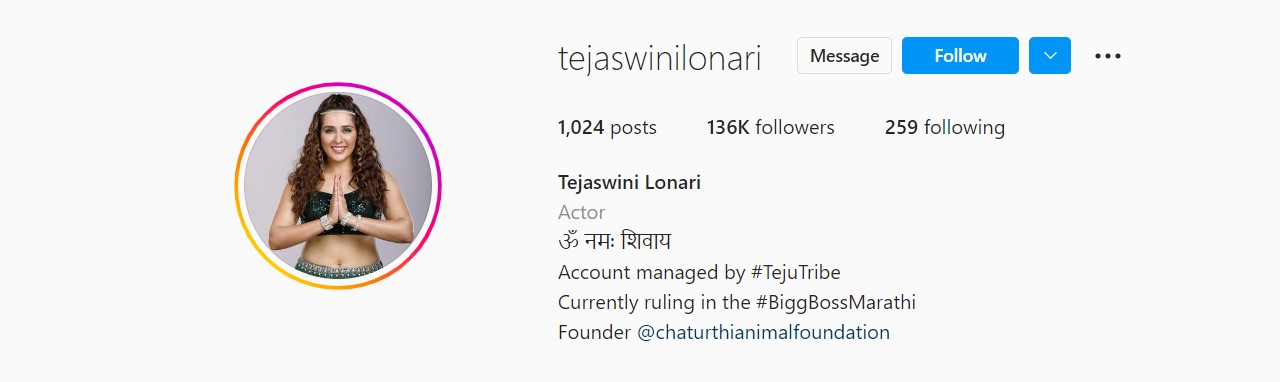 tejaswinilonari Message Follow
1,024 posts 136K followers 259 following
Tejaswini Lonari
Actor
ॐ नमः शिवाय
Account managed by #TejuTribe
Currently ruling in the #BiggBossMarathi
Founder @chaturthianimalfoundation